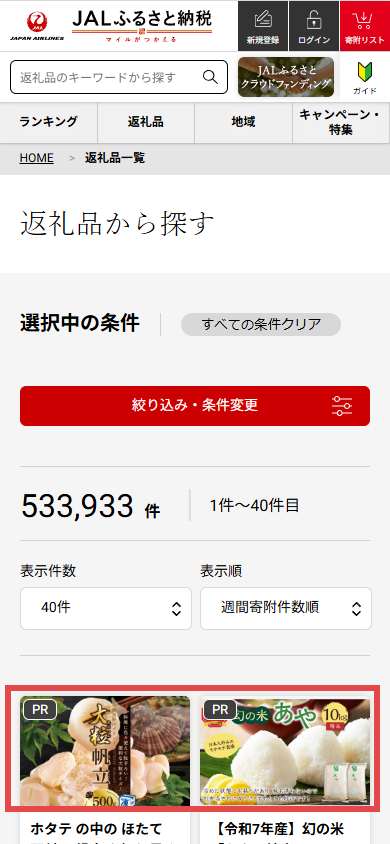 JAPAN AIRLINES
JALふるさと納税
マイルがつかえる
新規登録
ログイン
寄附リスト
返礼品のキーワードから探す
JALふるさと
クラウドファンディング
ガイド
ランキング
返礼品
地域
キャンペーン・
特集
HOME > 返礼品一覧
返礼品から探す
選択中の条件
すべての条件クリア
絞り込み・条件変更
533,933 件
1件～40件目
表示件数
表示順
40件
週間寄附件数順
PR
大粒帆立
500
PR
幻の米 あや
10kg
ホタテ の中の ほたて
【令和7年産】幻の米